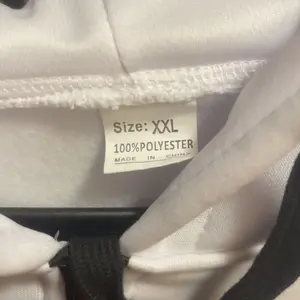 Size: XXL
100%POLYESTER
MADE IN CHINA